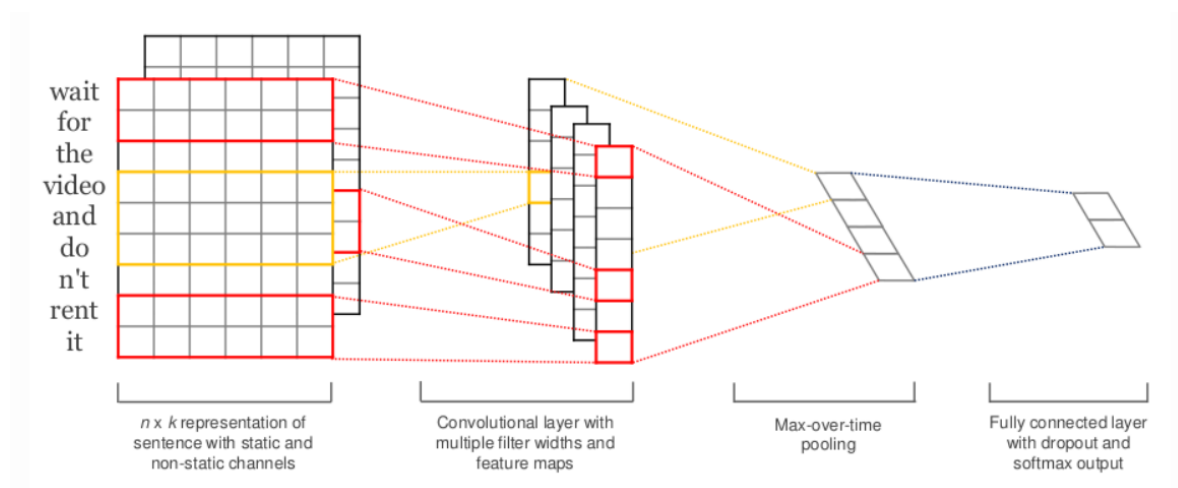 wait
for
the
video
and
do
n't
rent
it
n x k representation of
sentence with static and
non-static channels
Convolutional layer with
multiple filter widths and
feature maps
Max-over-time
pooling
Fully connected layer
with dropout and
softmax output